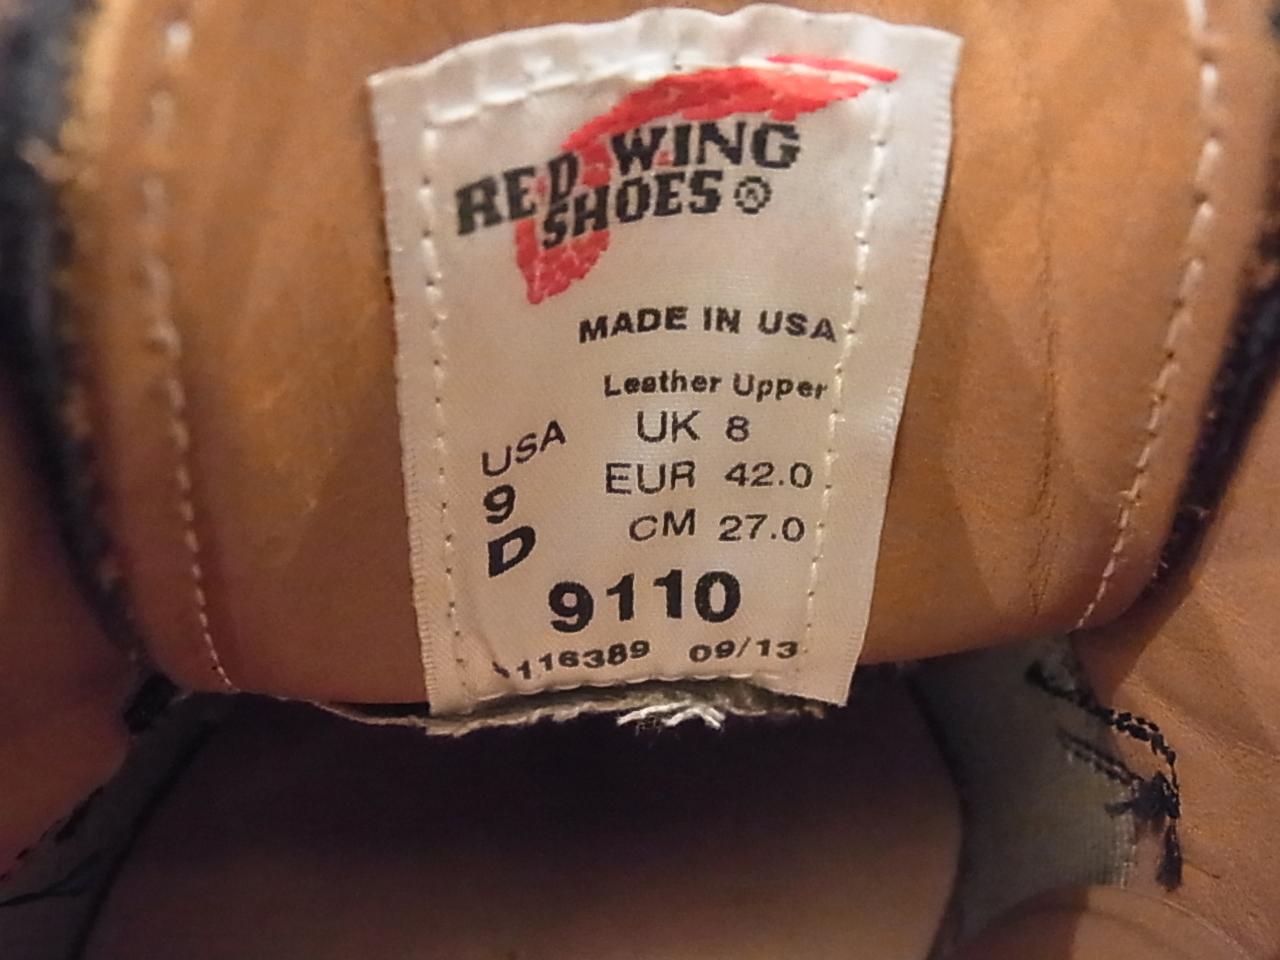 RED WING
SHOES®
MADE IN USA
Leather Upper
USA
9
D
UK 8
EUR 42.0
CM 27.0
9110
116389 09/13